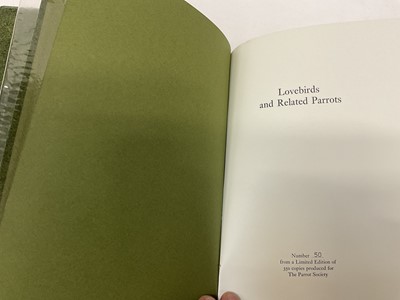 Lovebirds
and Related Parrots
Number 50
from a Limited Edition of
350 copies produced for
The Parrot Society